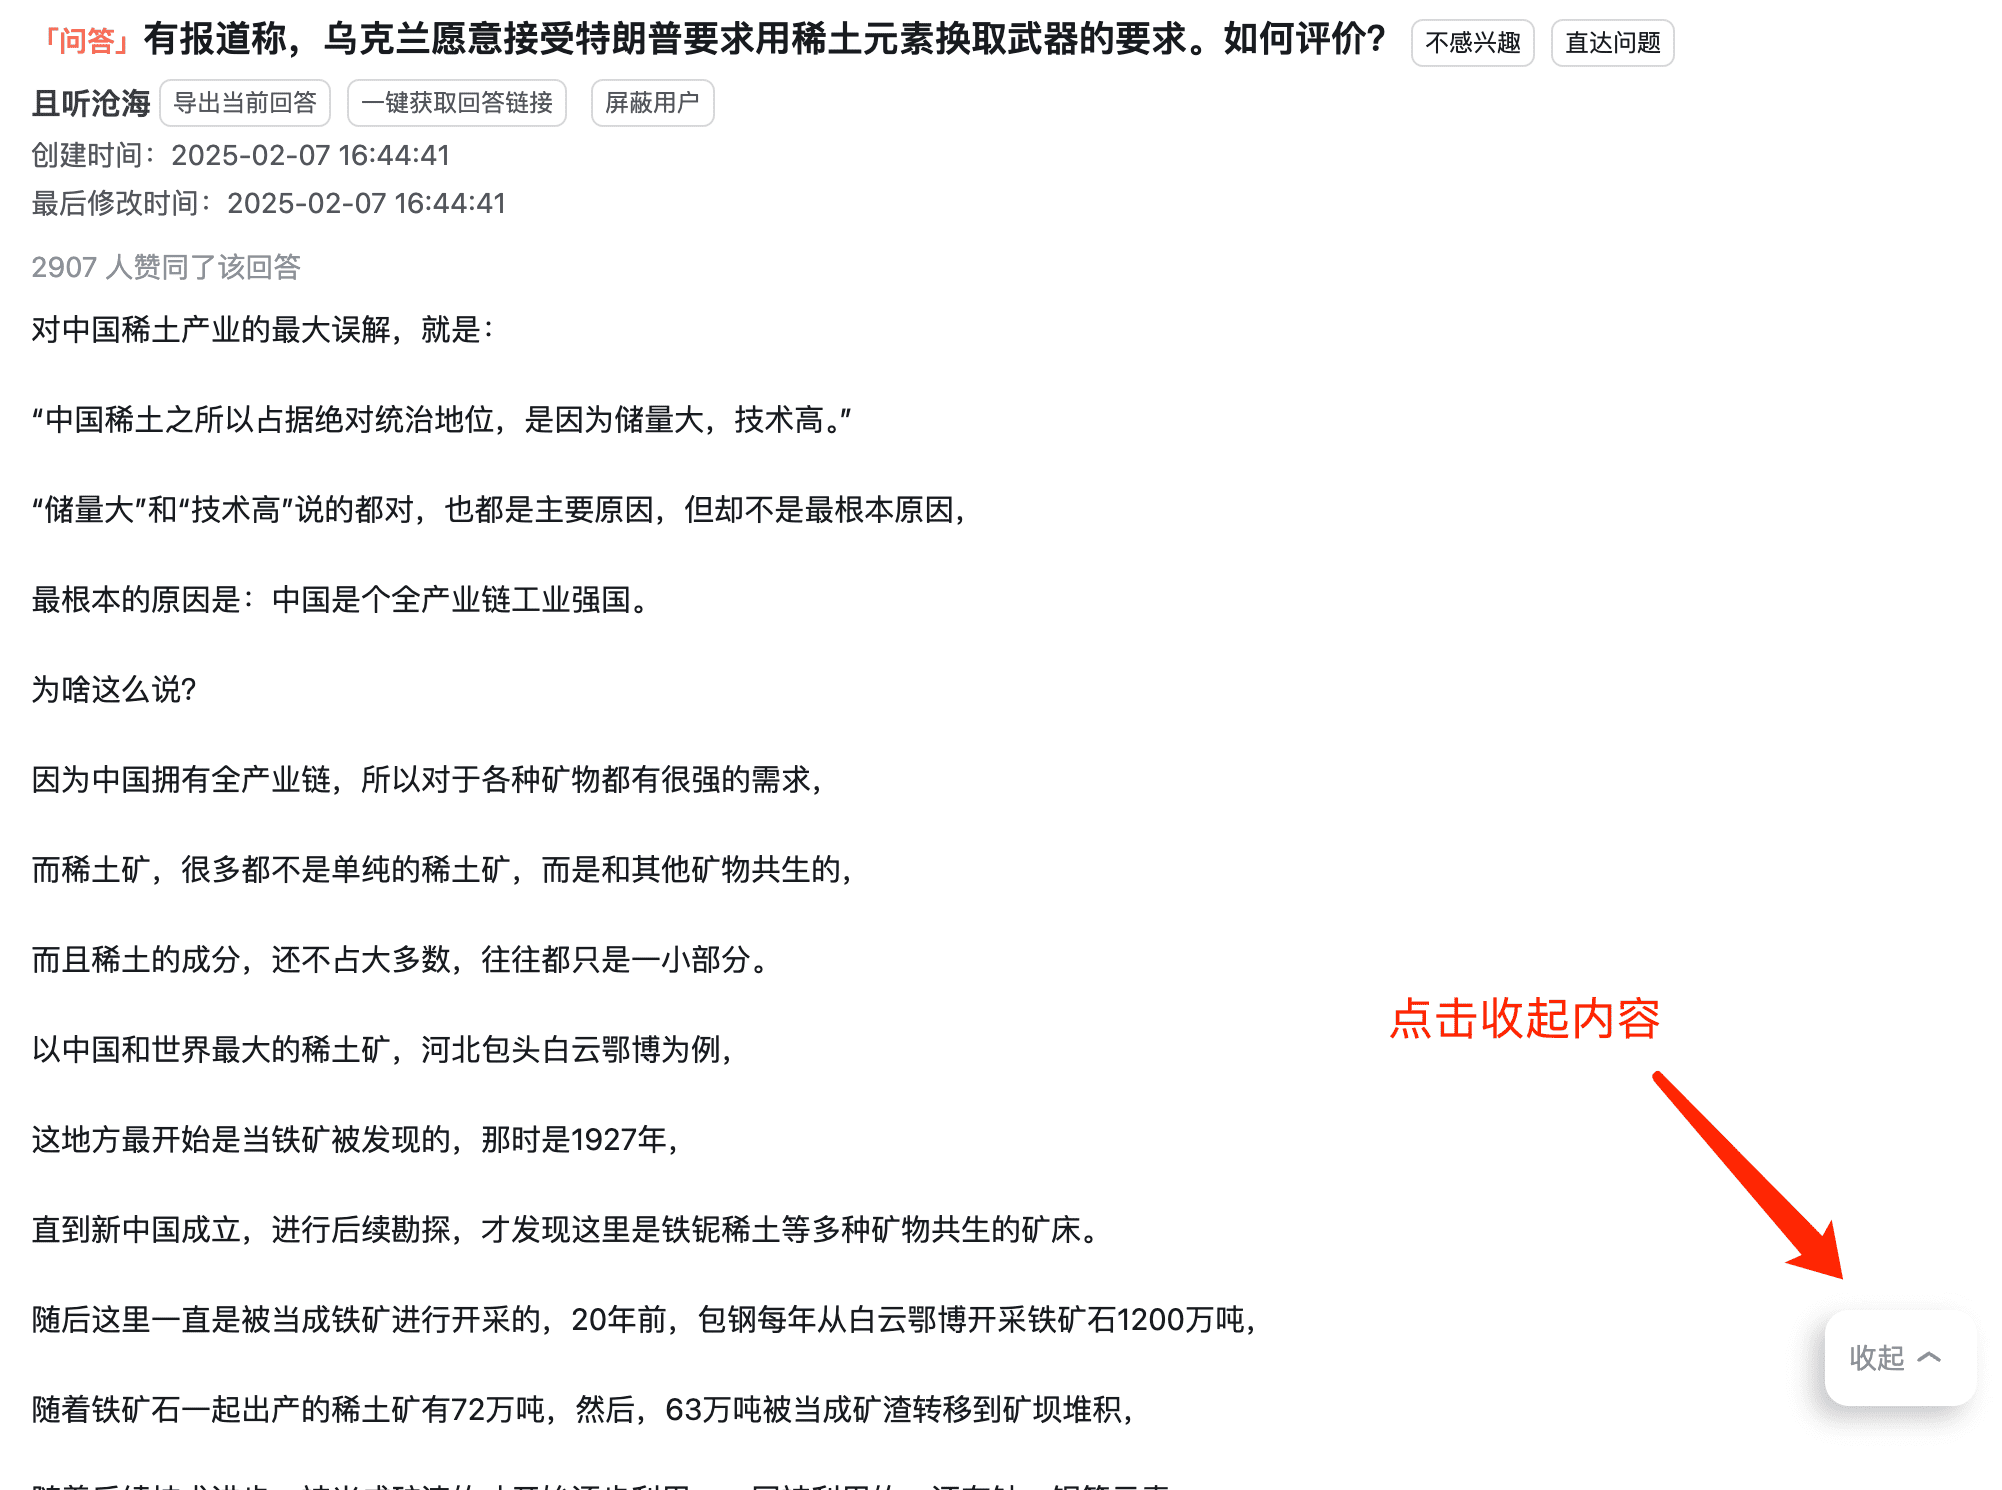 「问答」有报道称，乌克兰愿意接受特朗普要求用稀土元素换取武器的要求。如何评价？ 不感兴趣 直达问题
且听沧海 导出当前回答 一键获取回答链接 屏蔽用户
创建时间：2025-02-07 16:44:41
最后修改时间：2025-02-07 16:44:41
2907 人赞同了该回答
对中国稀土产业的最大误解，就是：
“中国稀土之所以占据绝对统治地位，是因为储量大，技术高。”
“储量大”和“技术高”说的都对，也都是主要原因，但却不是最根本原因，
最根本的原因是：中国是个全产业链工业强国。
为啥这么说？
因为中国拥有全产业链，所以对于各种矿物都有很强的需求，
而稀土矿，很多都不是单纯的稀土矿，而是和其他矿物共生的，
而且稀土的成分，还不占大多数，往往都只是一小部分。
点击收起内容
以中国和世界最大的稀土矿，河北包头白云鄂博为例，
这地方最开始是当铁矿被发现的，那时是1927年，
直到新中国成立，进行后续勘探，才发现这里是铁铌稀土等多种矿物共生的矿床。
随后这里一直是被当成铁矿进行开采的，20年前，包钢每年从白云鄂博开采铁矿石1200万吨，
收起
随着铁矿石一起出产的稀土矿有72万吨，然后，63万吨被当成矿渣转移到矿坝堆积，